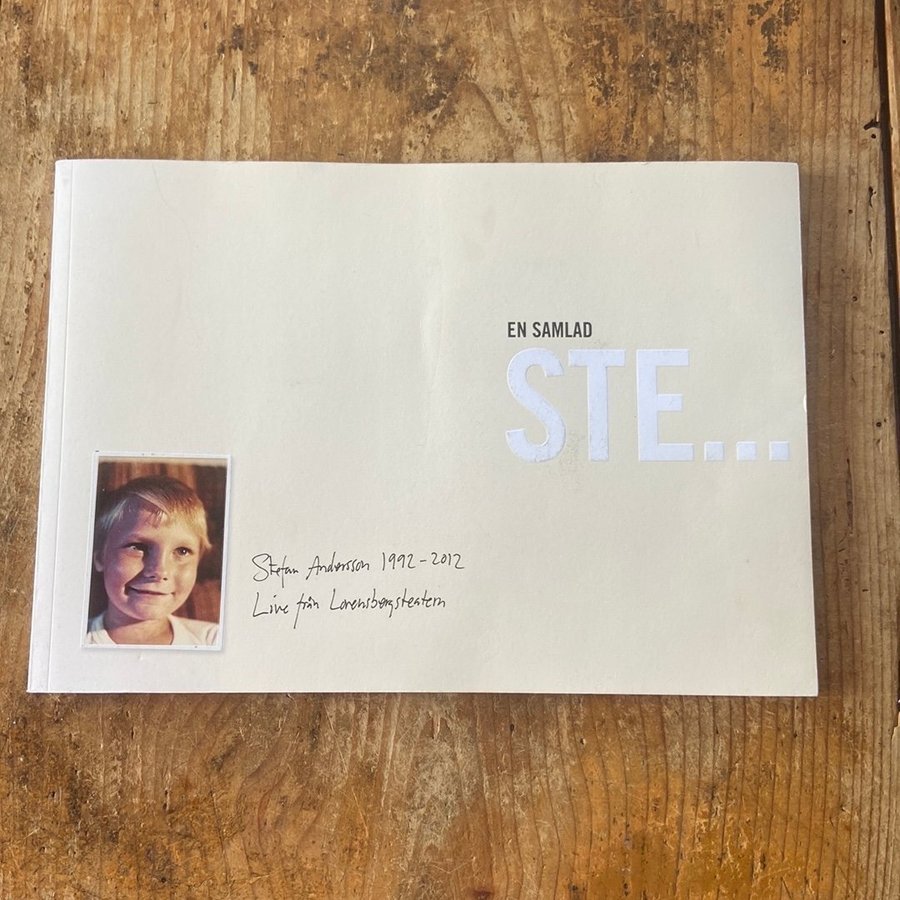 EN SAMLAD
STE...
Stefan Andersson 1992-2012
Live från Lorensbergsteatern